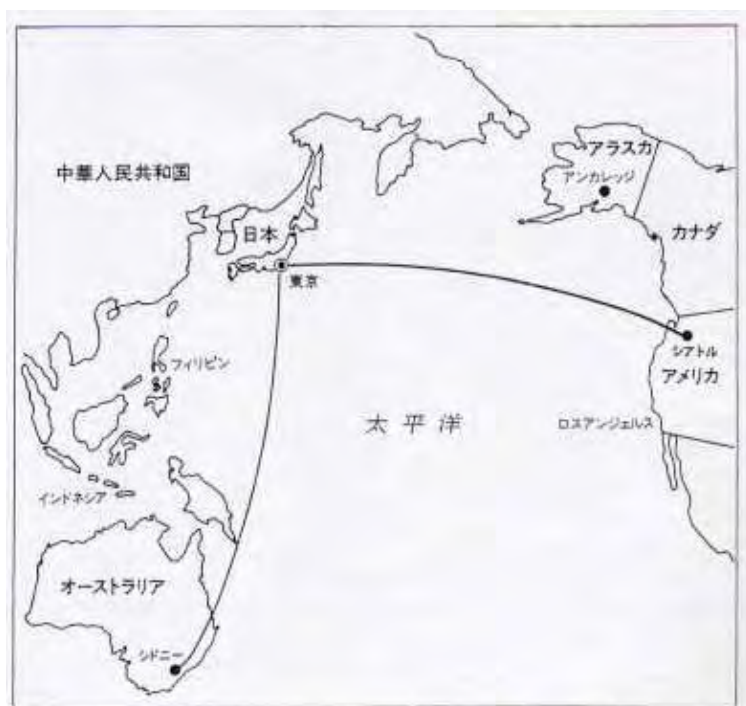 アラスカ
アンカレッジ
中華人民共和国
カナダ
日本
東京
シアトル
フィリピン
アメリカ
太平洋
ロスアンジェルス
インドネシア
オーストラリア
シドニー